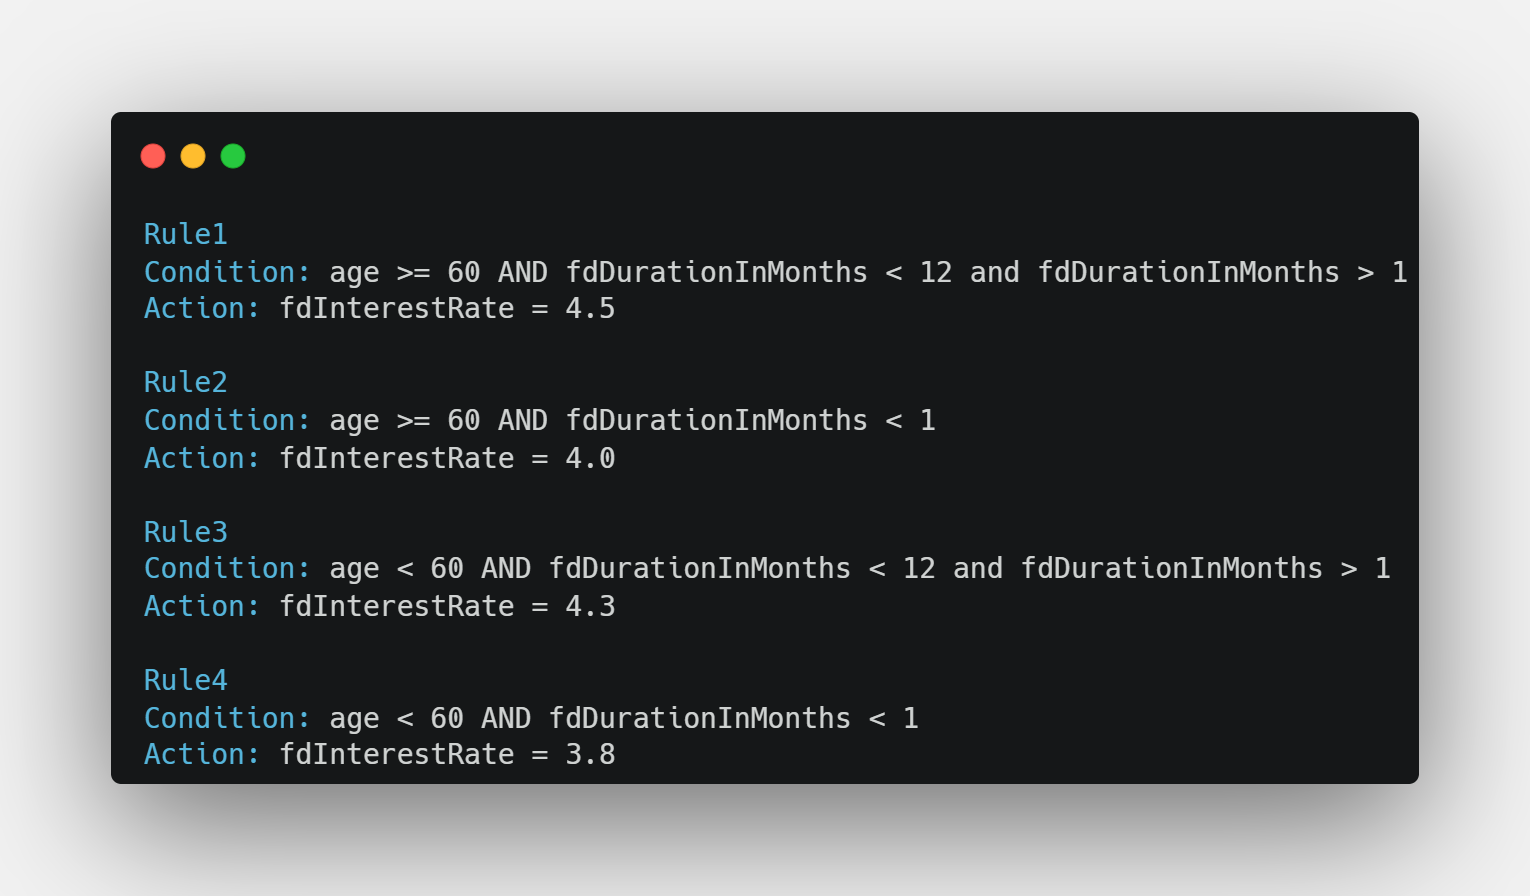 Rule1
Condition: age >= 60 AND fdDurationInMonths < 12 and fdDurationInMonths > 1
Action: fdInterestRate = 4.5
Rule2
Condition: age >= 60 AND fdDurationInMonths < 1
Action: fdInterestRate = 4.0
Rule3
Condition: age < 60 AND fdDurationInMonths < 12 and fdDurationInMonths > 1
Action: fdInterestRate = 4.3
Rule4
Condition: age < 60 AND fdDurationInMonths < 1
Action: fdInterestRate = 3.8